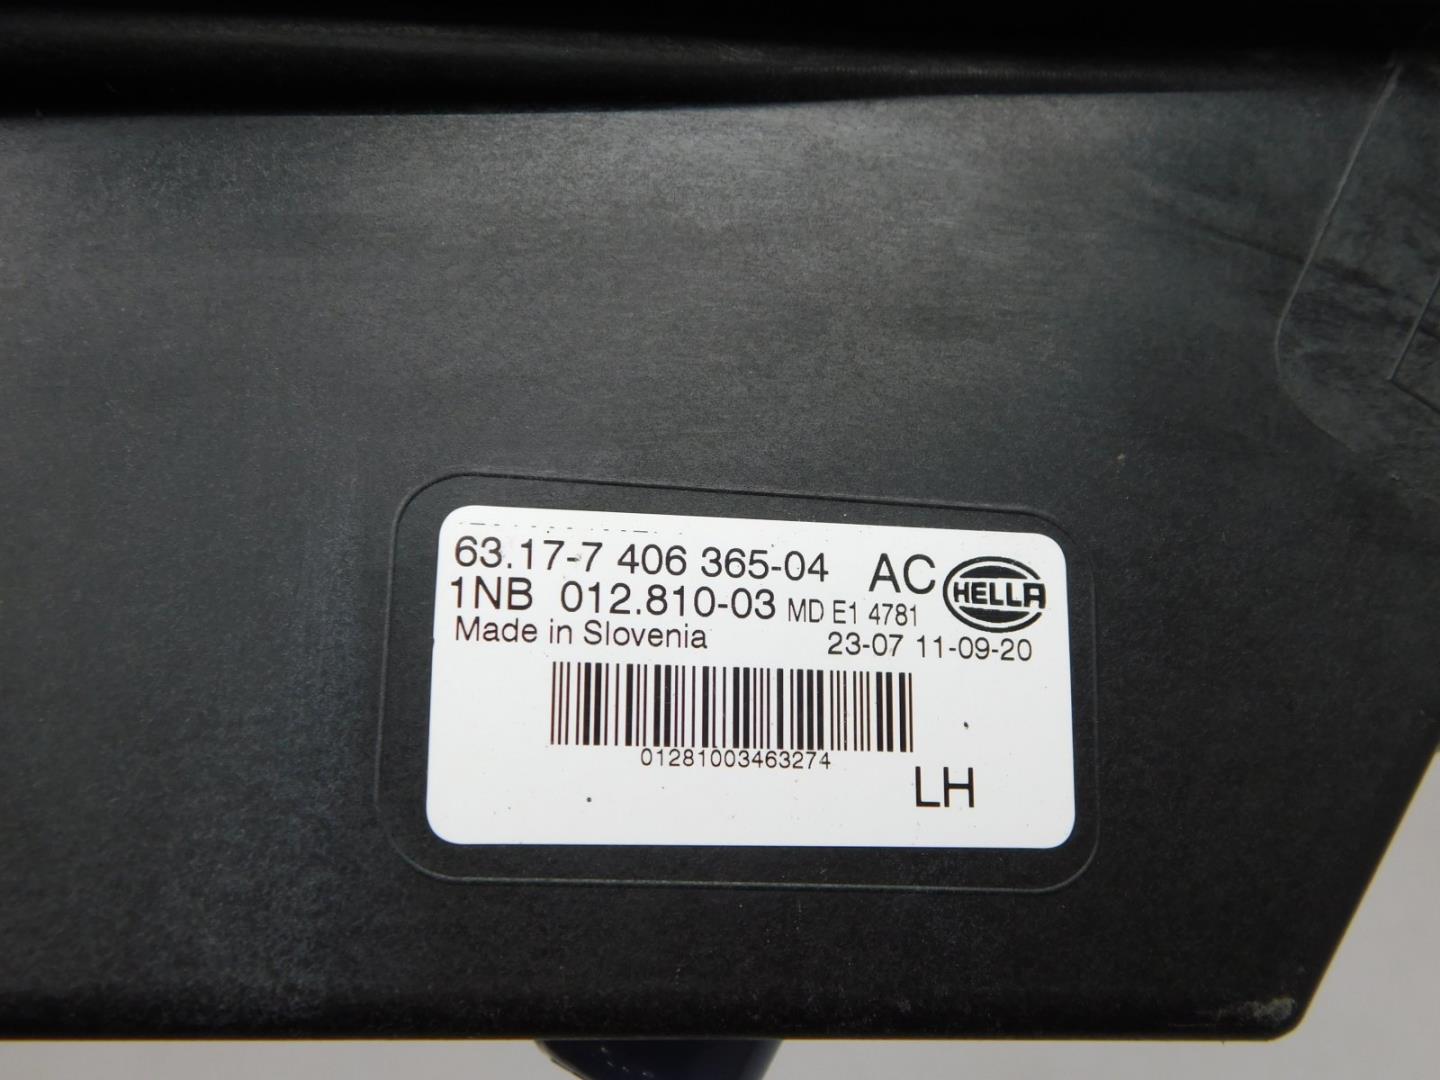 63.17-7 406 365-04 AC HELLA
1NB 012.810-03 MD E1 4781
Made in Slovenia 23-07 11-09-20
01281003463274
LH